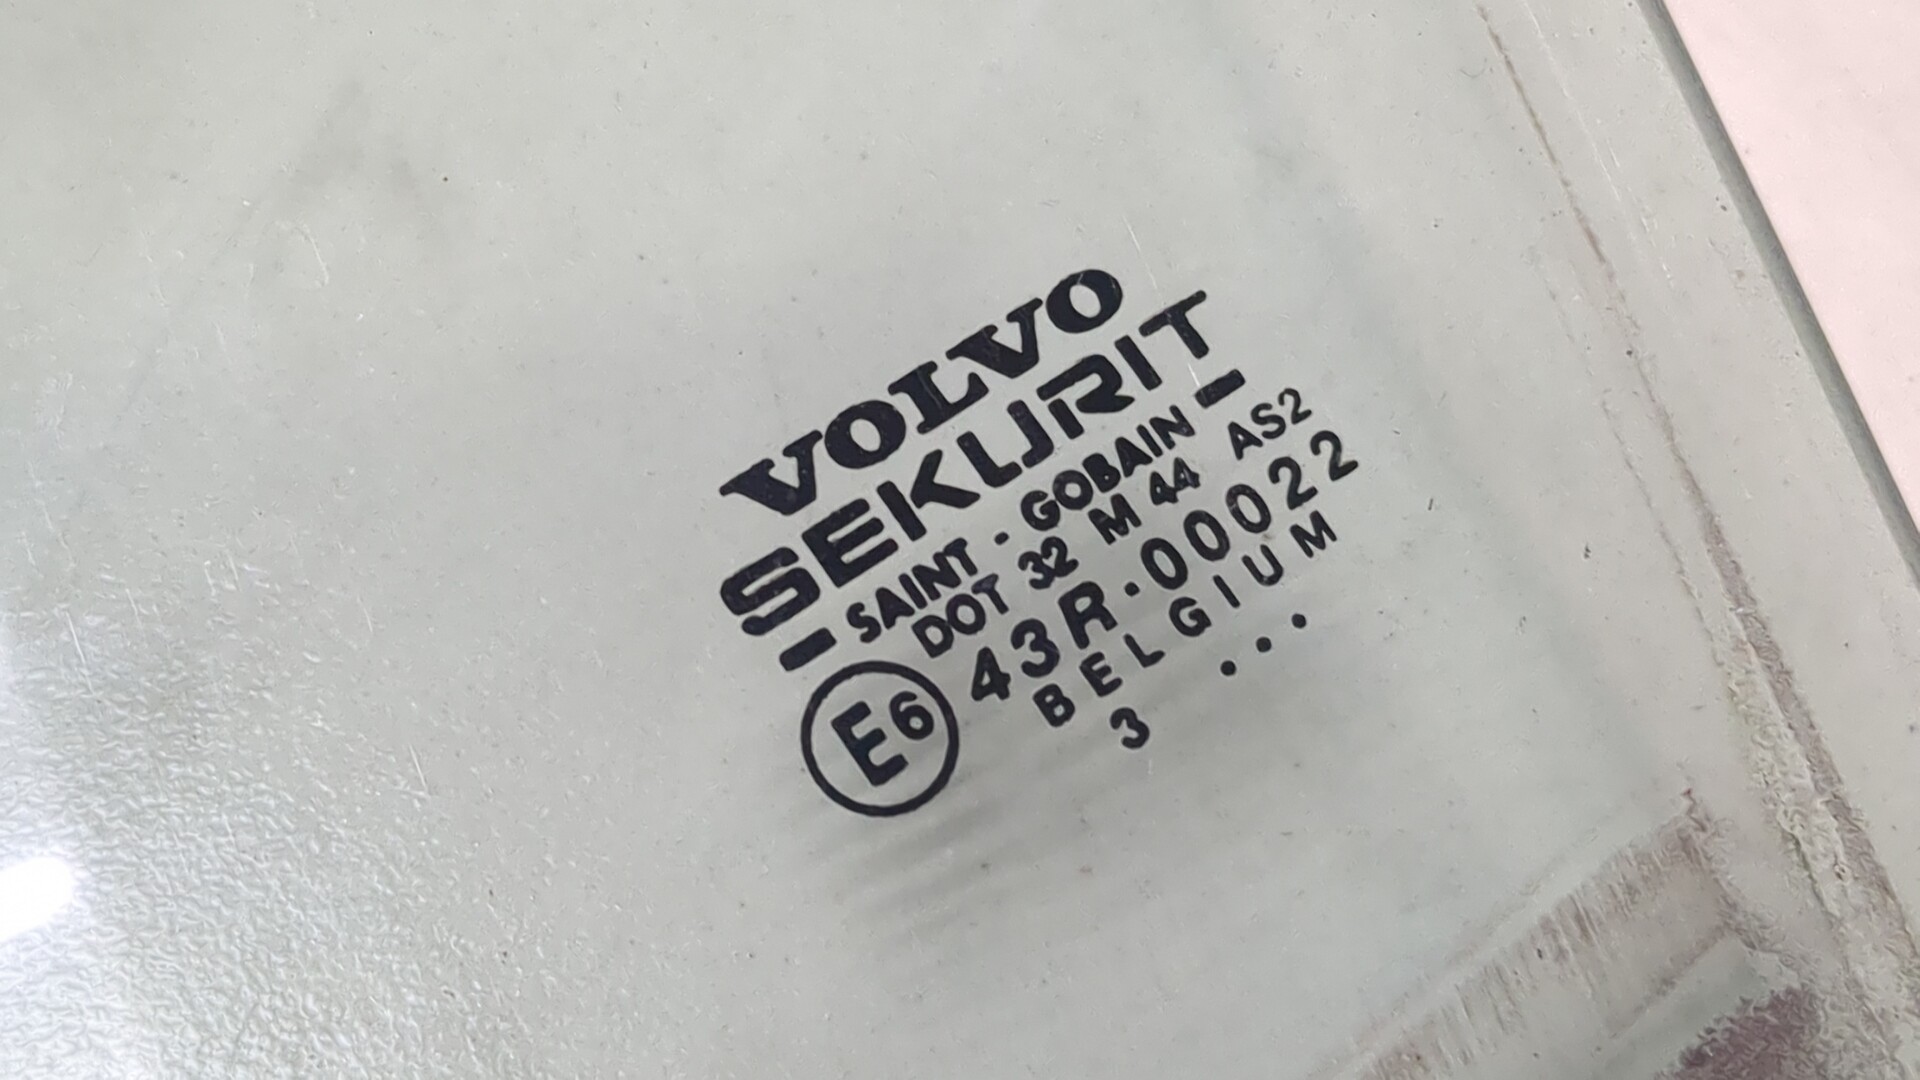 VOLVO
SEKURIT
SAINT-GOBAIN
DOT 32 M 44 AS2
E6 43R-00022
BELGIUM
3 ...